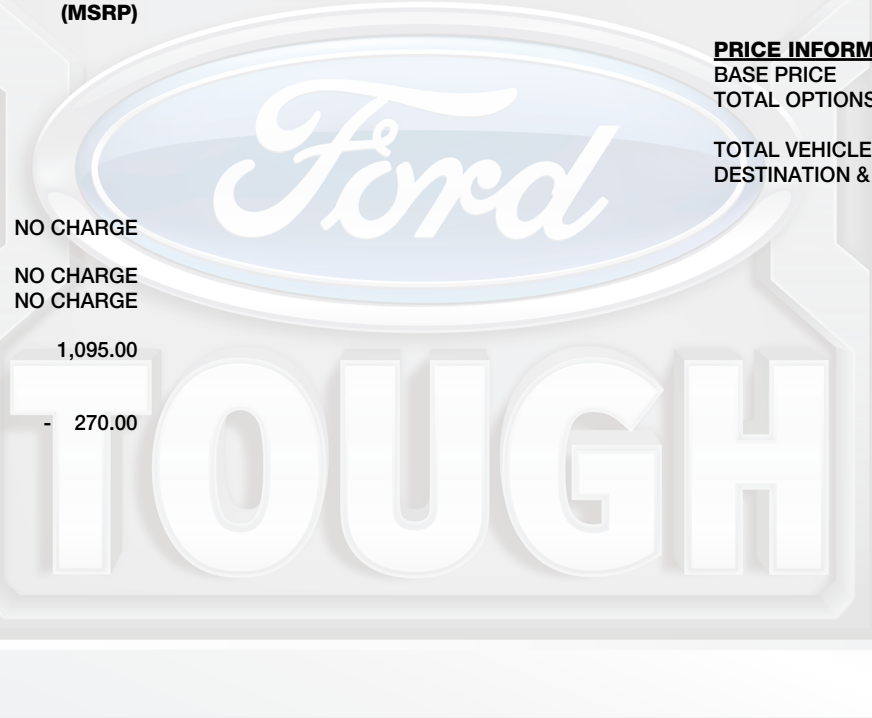 (MSRP)
NO CHARGE
NO CHARGE
NO CHARGE
1,095.00
- 270.00
PRICE INFORM
BASE PRICE
TOTAL OPTIONS
TOTAL VEHICLE
DESTINATION &
Ford
TOUGH